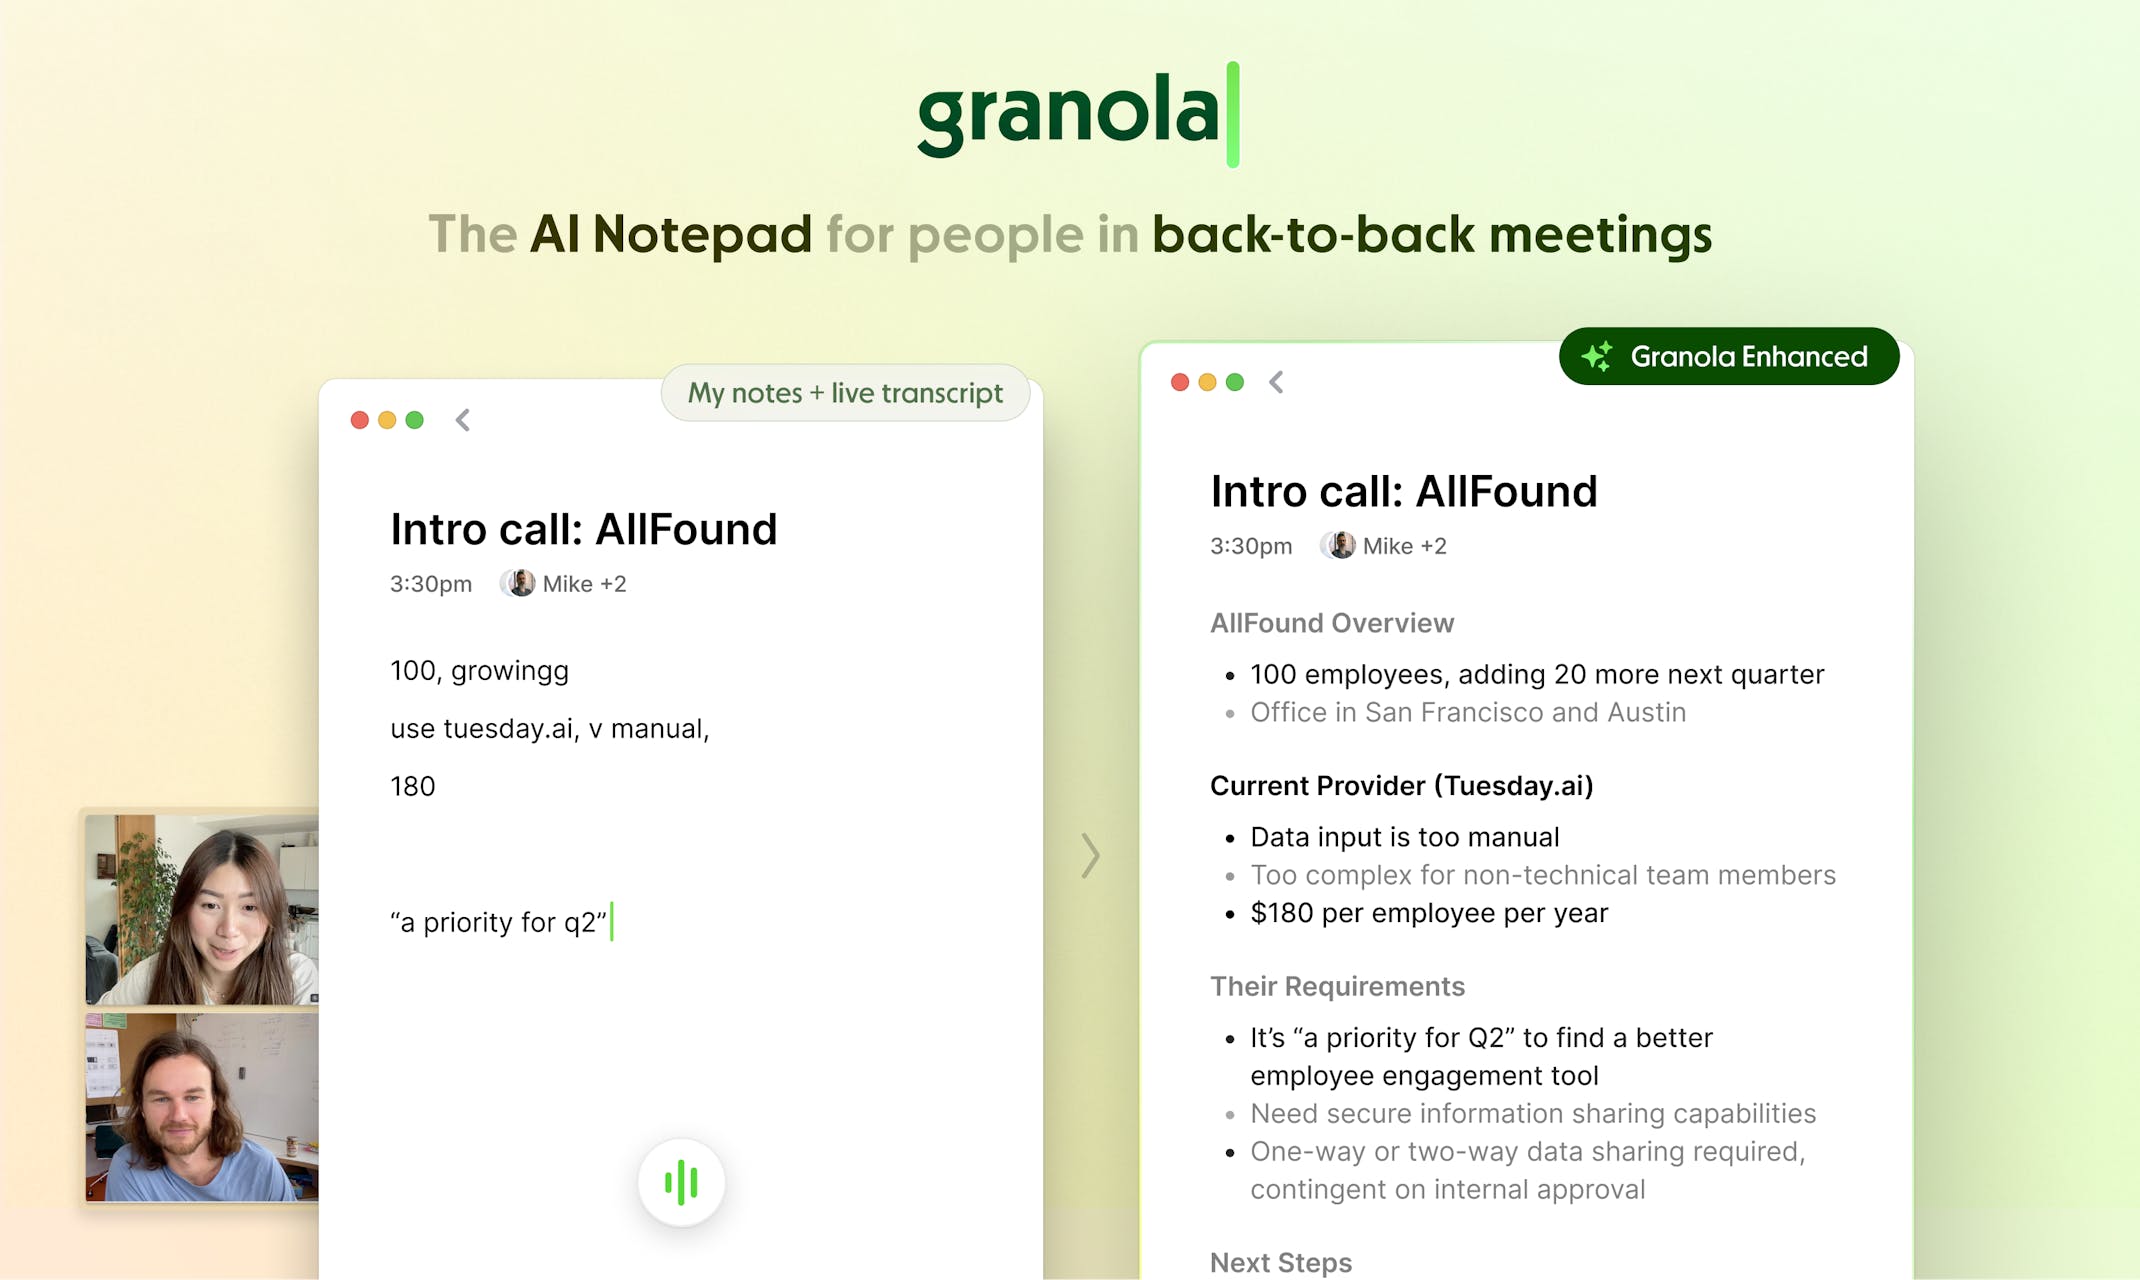 granola
The AI Notepad for people in back-to-back meetings
My notes + live transcript
Intro call: AllFound
3:30pm Mike +2
100, growingg
use tuesday.ai, v manual,
180
“a priority for q2”
Granola Enhanced
Intro call: AllFound
3:30pm Mike +2
AllFound Overview
• 100 employees, adding 20 more next quarter
• Office in San Francisco and Austin
Current Provider (Tuesday.ai)
• Data input is too manual
• Too complex for non-technical team members
• $180 per employee per year
Their Requirements
• It’s “a priority for Q2” to find a better
employee engagement tool
• Need secure information sharing capabilities
• One-way or two-way data sharing required,
contingent on internal approval
Next Steps